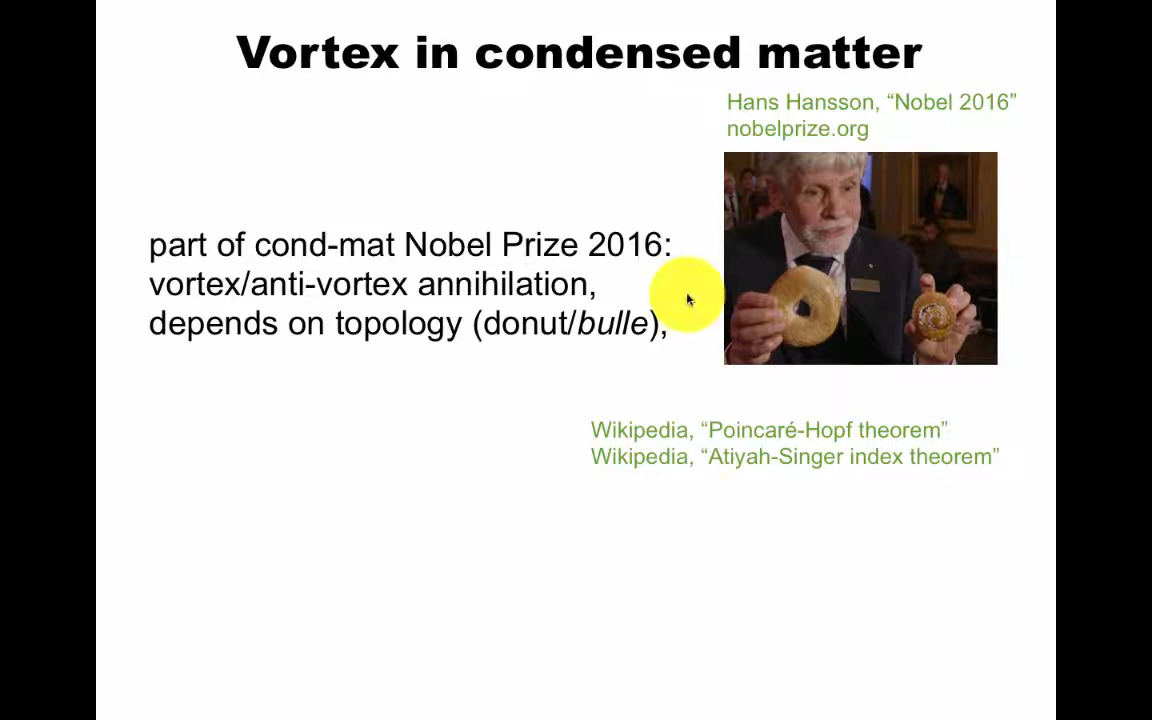 Vortex in condensed matter
Hans Hansson, “Nobel 2016”
nobelprize.org
part of cond-mat Nobel Prize 2016:
vortex/anti-vortex annihilation,
depends on topology (donut/bulle),
Wikipedia, “Poincaré-Hopf theorem”
Wikipedia, “Atiyah-Singer index theorem”